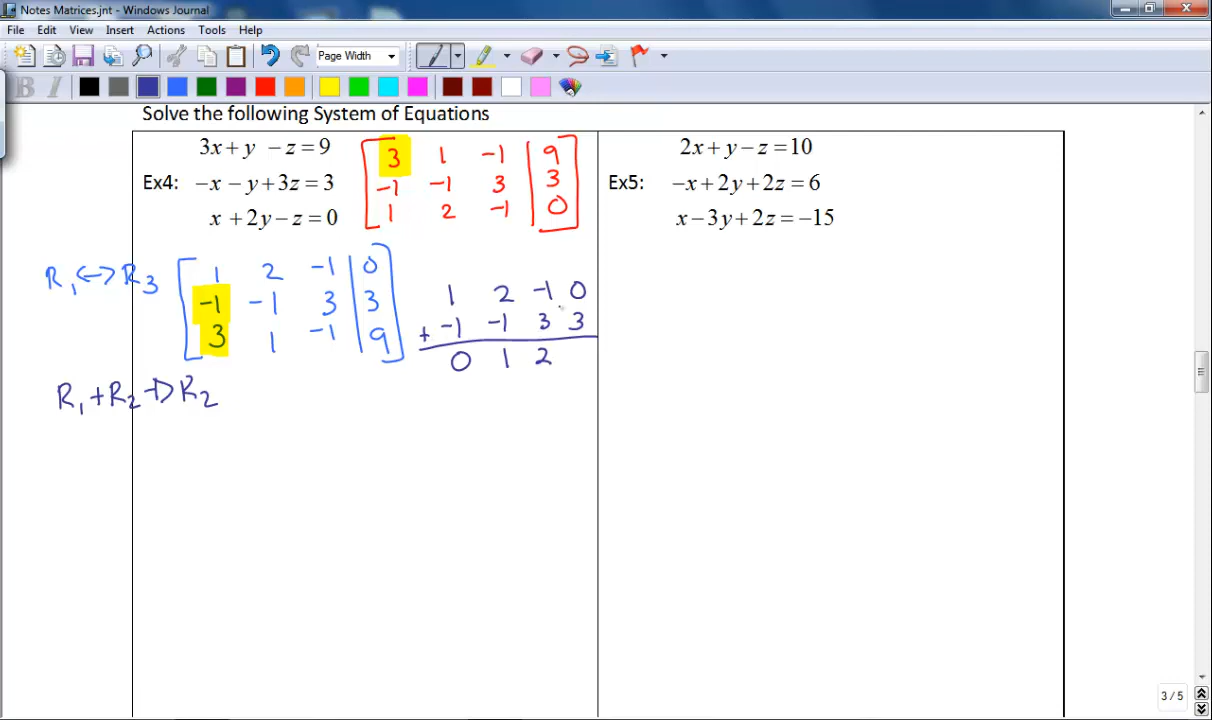 Notes Matrices.jnt - Windows Journal
File Edit View Insert Actions Tools Help
Page Width
B I
Solve the following System of Equations
3x + y - z = 9
Ex4: -x - y + 3z = 3
x + 2y - z = 0
3 1 -1 9
-1 -1 3 3
1 2 -1 0
2x + y - z = 10
Ex5: -x + 2y + 2z = 6
x - 3y + 2z = -15
R1 <-> R3
1 2 -1 0
-1 -1 3 3
3 1 -1 9
1 2 -1 0
+ -1 -1 3 3
0 1 2
R1 + R2 -> R2
3 / 5